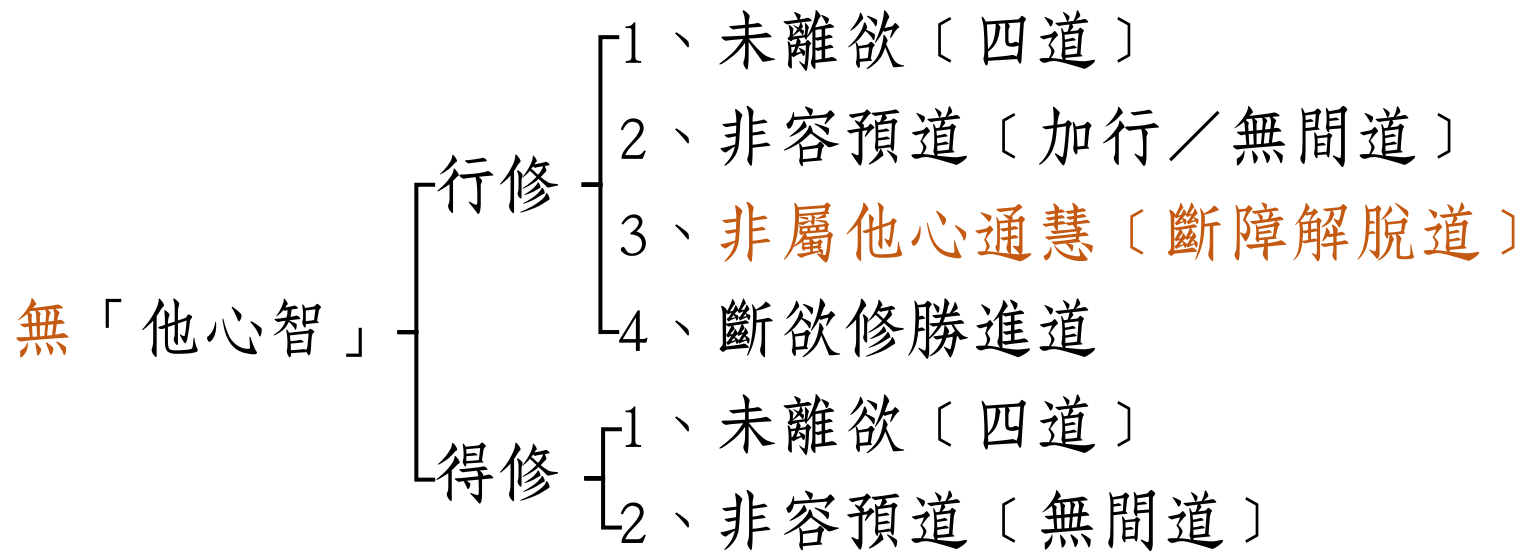 無「他心智」
行修
1、未離欲﹝四道﹞
2、非容預道﹝加行／無間道﹞
3、非屬他心通慧﹝斷障解脫道﹞
4、斷欲修勝進道
得修
1、未離欲﹝四道﹞
2、非容預道﹝無間道﹞